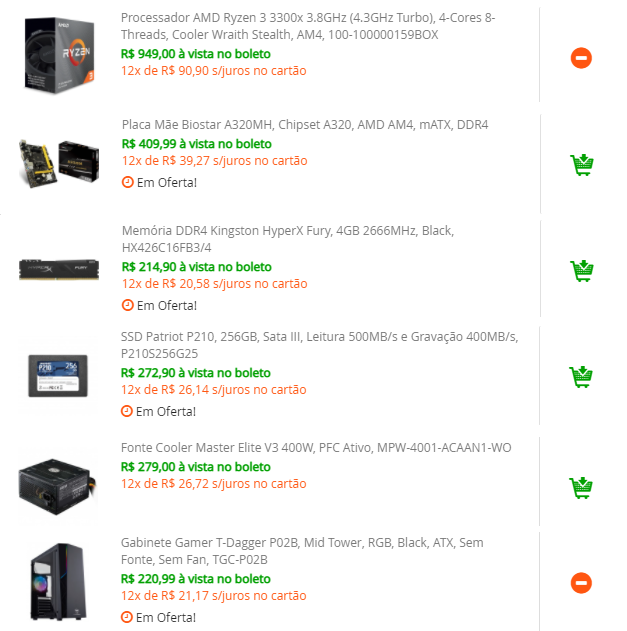 Processador AMD Ryzen 3 3300x 3.8GHz (4.3GHz Turbo), 4-Cores 8-
Threads, Cooler Wraith Stealth, AM4, 100-100000159BOX
R$ 949,00 à vista no boleto
12x de R$ 90,90 s/juros no cartão
RYZEN
3
Placa Mãe Biostar A320MH, Chipset A320, AMD AM4, mATX, DDR4
R$ 409,99 à vista no boleto
12x de R$ 39,27 s/juros no cartão
Em Oferta!
Memória DDR4 Kingston HyperX Fury, 4GB 2666MHz, Black,
HX426C16FB3/4
R$ 214,90 à vista no boleto
12x de R$ 20,58 s/juros no cartão
Em Oferta!
FURY
SSD Patriot P210, 256GB, Sata III, Leitura 500MB/s e Gravação 400MB/s,
P210S256G25
R$ 272,90 à vista no boleto
12x de R$ 26,14 s/juros no cartão
Em Oferta!
P210 256
Fonte Cooler Master Elite V3 400W, PFC Ativo, MPW-4001-ACAAN1-WO
R$ 279,00 à vista no boleto
12x de R$ 26,72 s/juros no cartão
Gabinete Gamer T-Dagger P02B, Mid Tower, RGB, Black, ATX, Sem
Fonte, Sem Fan, TGC-P02B
R$ 220,99 à vista no boleto
12x de R$ 21,17 s/juros no cartão
Em Oferta!